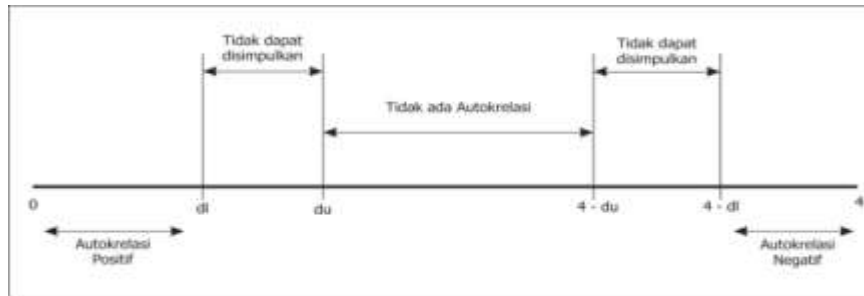 Tidak dapat
disimpulkan
Tidak dapat
disimpulkan
Tidak ada Autokrelasi
0
dl
du
4 - du
4 - dl
4
Autokrelasi
Positif
Autokrelasi
Negatif